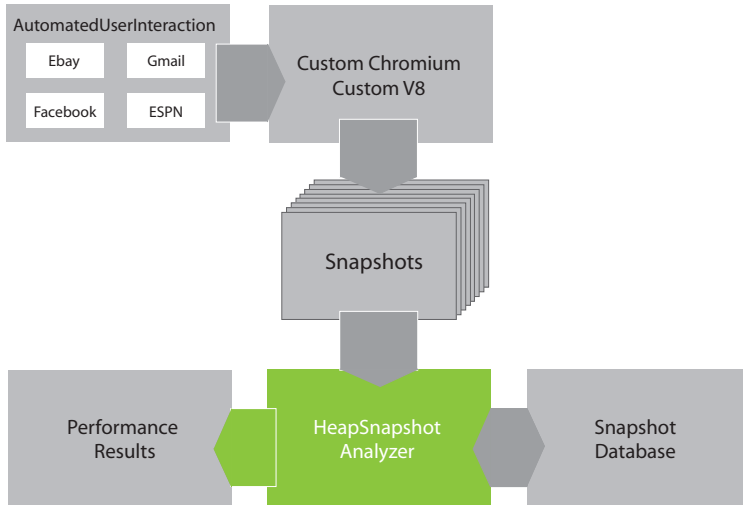 AutomatedUserInteraction
Ebay
Gmail
Facebook
ESPN
Custom Chromium
Custom V8
Snapshots
Performance
Results
HeapSnapshot
Analyzer
Snapshot
Database